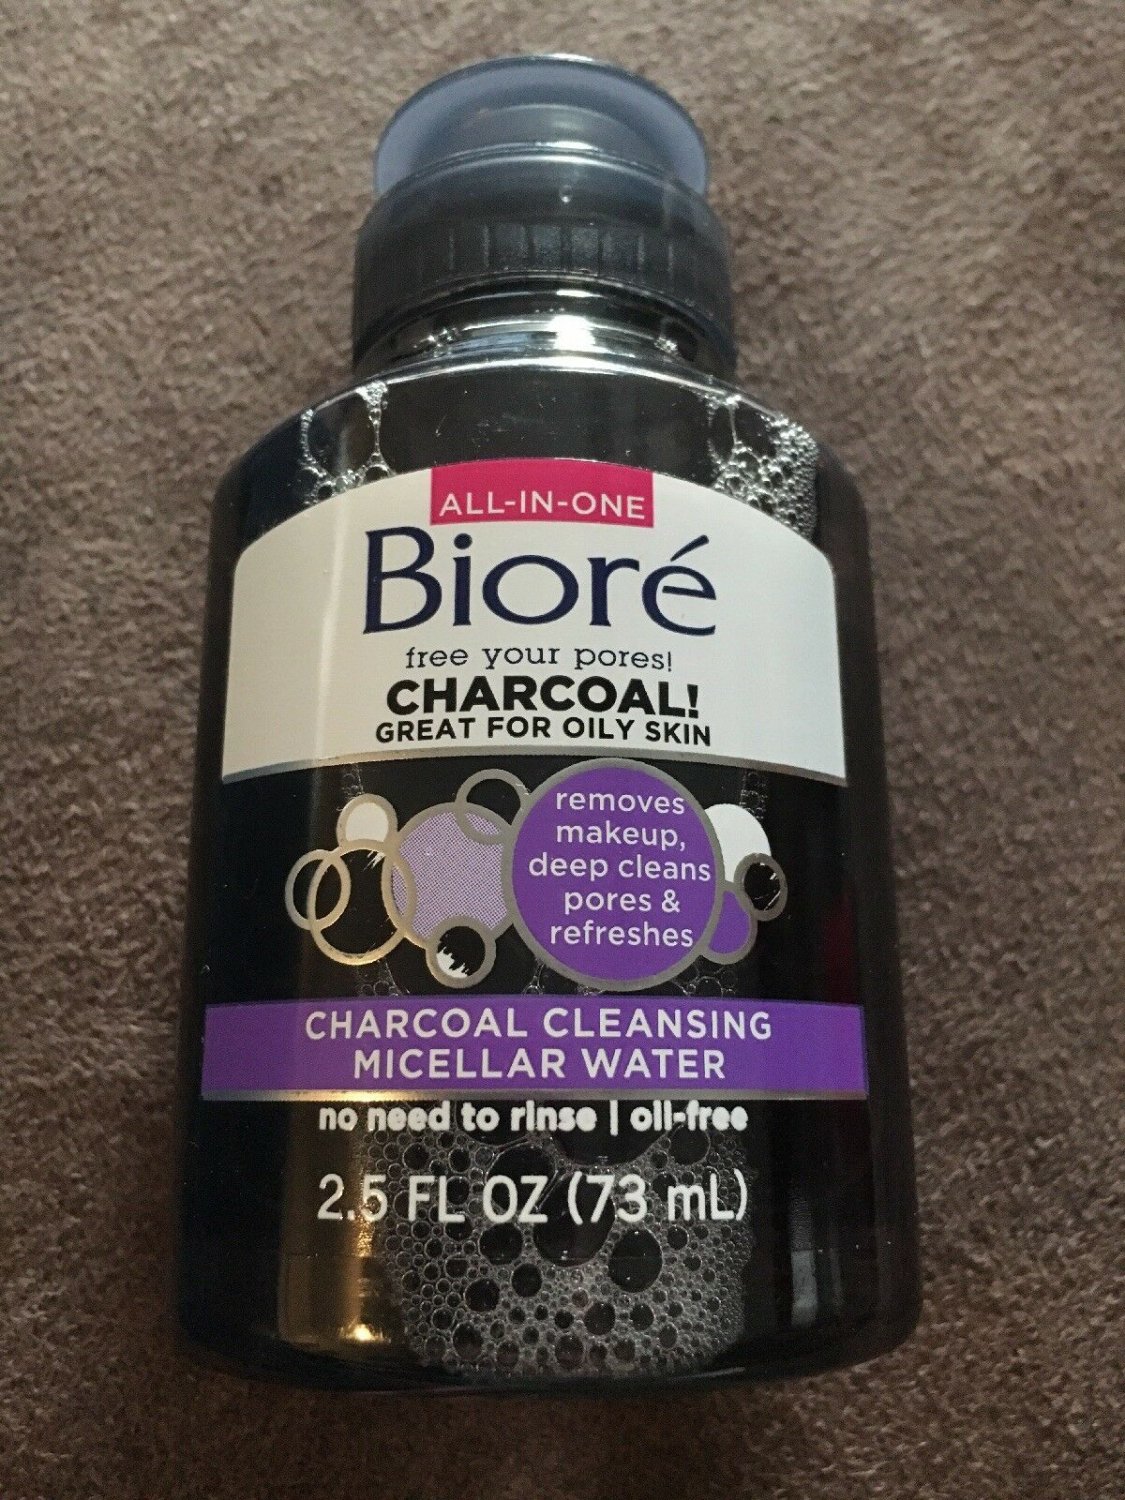 ALL-IN-ONE
Bioré
free your pores!
CHARCOAL!
GREAT FOR OILY SKIN
removes
makeup,
deep cleans
pores &
refreshes
CHARCOAL CLEANSING
MICELLAR WATER
no need to rinse | oil-free
2.5 FL OZ (73 mL)